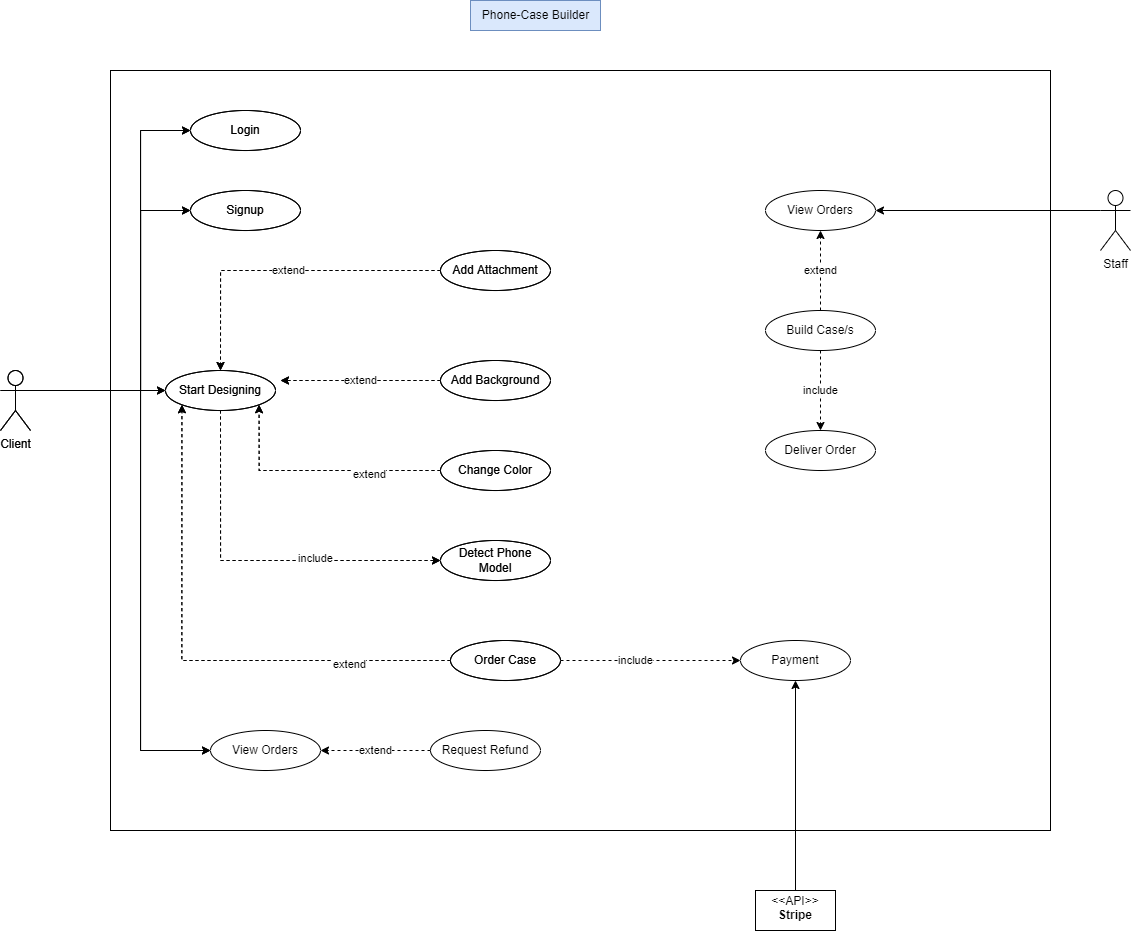 Phone-Case Builder
Login
Signup
View Orders
Staff
extend
Add Attachment
extend
Build Case/s
Start Designing
extend
Add Background
include
Client
Deliver Order
extend
Change Color
include
Detect Phone
Model
extend
Order Case
include
Payment
View Orders
extend
Request Refund
<<API>>
Stripe